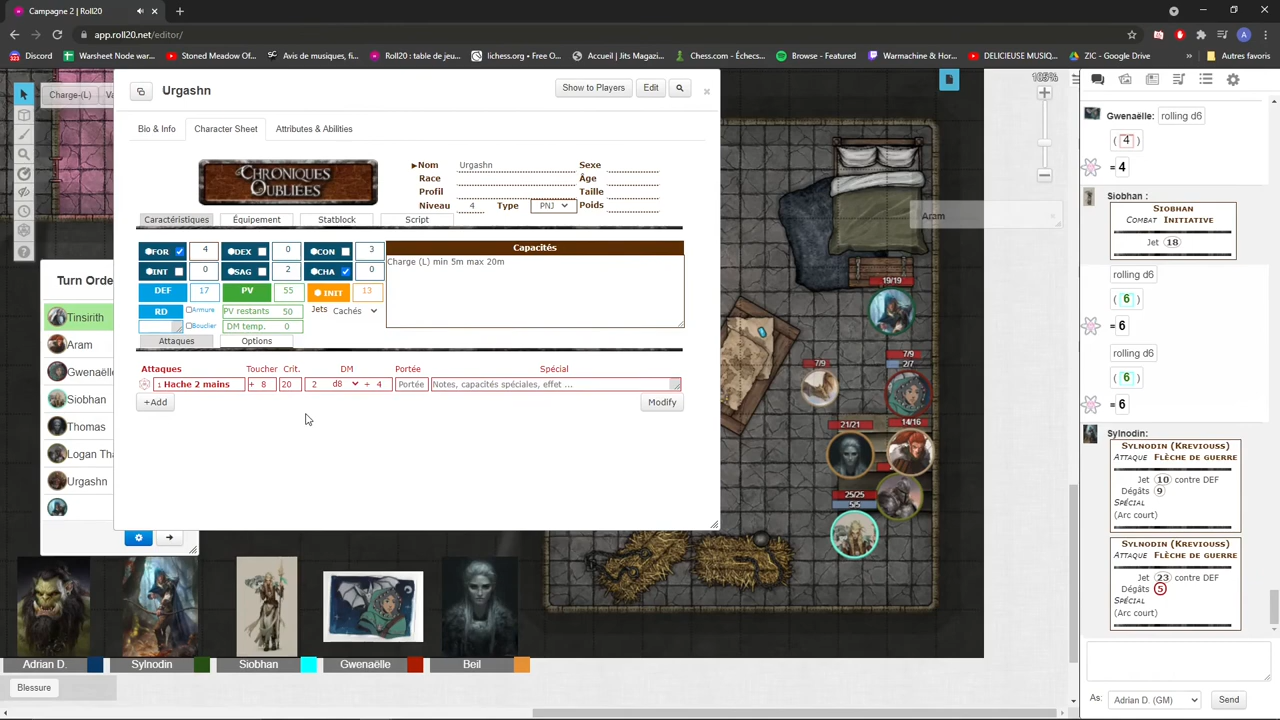 Campagne 2 | Roll20
app.roll20.net/editor/
Discord
Warsheet Node warga...
Stoned Meadow Of...
Avis de musiques, fi...
Roll20 : table de jeu...
lichess.org/rook.or...
Accueil | Jits Magazi...
Chess.com - Échecs...
Spotify - Browse - Featured
Warmachine & Hor...
DELICIEUSE MUSIQ...
ZIC - Google Drive
Autres favoris
Charge-(L)
Urgashn
Show to Players
Edit
Bio & Info
Character Sheet
Attributes & Abilities
CHRONIQUES
OUBLIÉES
Nom Urgashn
Sexe
Race
Âge
Profil
Taille
Niveau 4 Type PNJ
Poids
Caractéristiques
Équipement
Statblock
Script
FOR 4 DEX 0 CON 3
INT 0 SAG 2 CHA 0
DEF 17 PV 55 INIT 13
RD Armure PV restants 50 Jets Cachés
Bouclier DM temp. 0
Capacités
Charge (L) min 5m max 20m
Attaques
Options
Attaques Toucher Crit. DM Portée Spécial
1 Hache 2 mains + 8 20 2 d8 + 4 Portée Notes, capacités spéciales, effet ...
+Add
Modify
Turn Orde
Tinsirith
Aram
Gwenaëlle
Siobhan
Thomas
Logan Th
Urgashn
Aram
19/19
7/9
7/9
2/7
21/21
14/16
25/25
5/5
Adrian D.
Sylnodin
Siobhan
Gwenaëlle
Beil
Blessure
Gwenaëlle: rolling d6
(4)
= 4
Siobhan :
SIOBHAN
COMBAT INITIATIVE
Jet 18
rolling d6
(6)
= 6
rolling d6
(6)
= 6
Sylnodin:
SYLNODIN (KREVIOUSS)
ATTAQUE FLÈCHE DE GUERRE
Jet 10 contre DEF
Dégâts 9
SPÉCIAL
(Arc court)
SYLNODIN (KREVIOUSS)
ATTAQUE FLÈCHE DE GUERRE
Jet 23 contre DEF
Dégâts 5
SPÉCIAL
(Arc court)
As: Adrian D. (GM)
Send